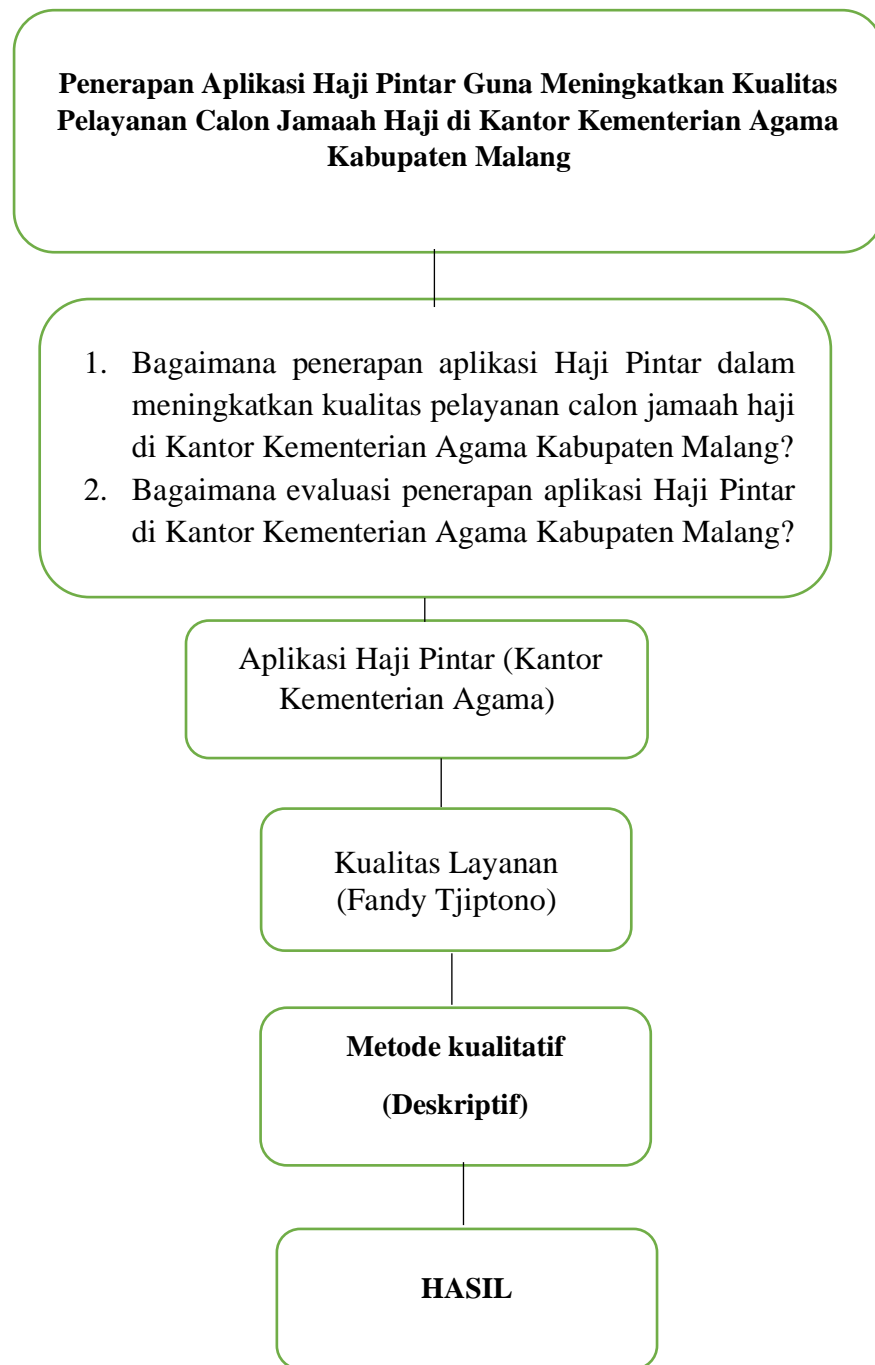 Penerapan Aplikasi Haji Pintar Guna Meningkatkan Kualitas
Pelayanan Calon Jamaah Haji di Kantor Kementerian Agama
Kabupaten Malang
1. Bagaimana penerapan aplikasi Haji Pintar dalam
meningkatkan kualitas pelayanan calon jamaah haji
di Kantor Kementerian Agama Kabupaten Malang?
2. Bagaimana evaluasi penerapan aplikasi Haji Pintar
di Kantor Kementerian Agama Kabupaten Malang?
Aplikasi Haji Pintar (Kantor
Kementerian Agama)
Kualitas Layanan
(Fandy Tjiptono)
Metode kualitatif
(Deskriptif)
HASIL